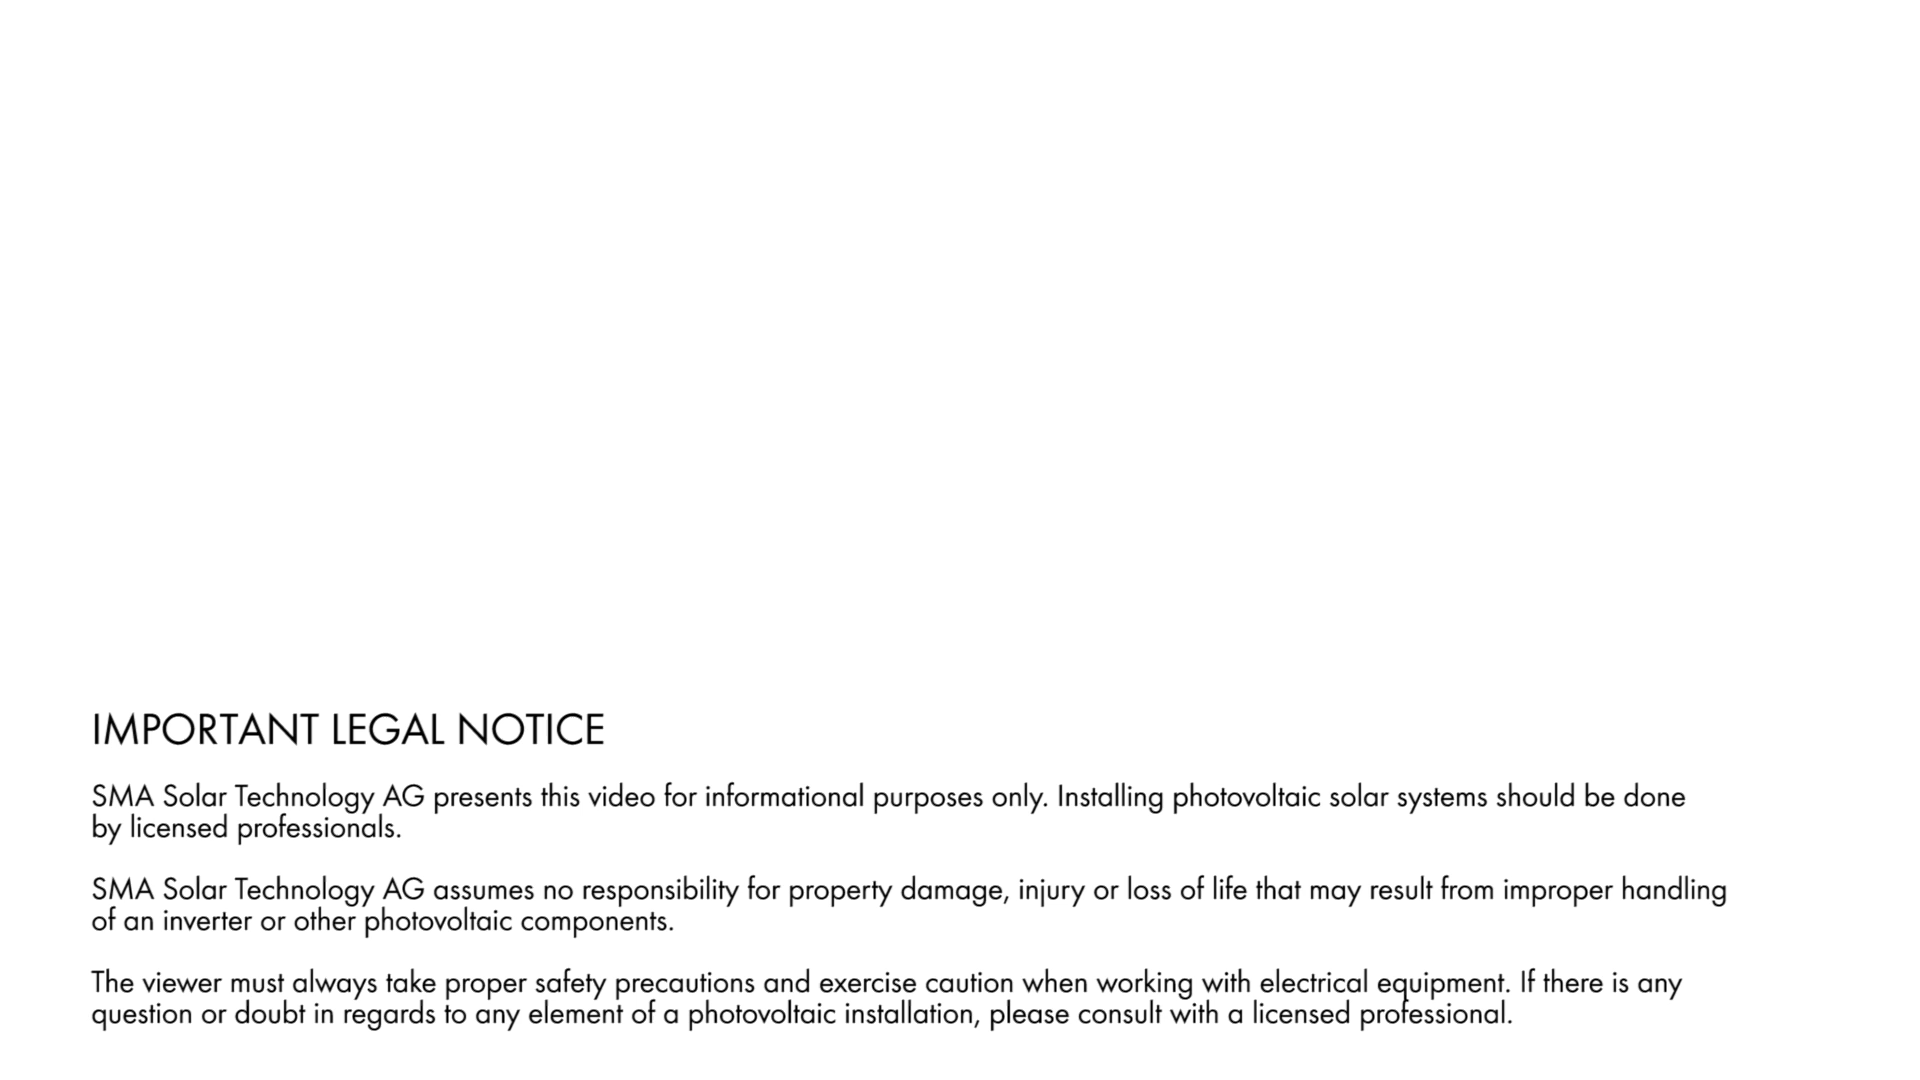 IMPORTANT LEGAL NOTICE
SMA Solar Technology AG presents this video for informational purposes only. Installing photovoltaic solar systems should be done
by licensed professionals.
SMA Solar Technology AG assumes no responsibility for property damage, injury or loss of life that may result from improper handling
of an inverter or other photovoltaic components.
The viewer must always take proper safety precautions and exercise caution when working with electrical equipment. If there is any
question or doubt in regards to any element of a photovoltaic installation, please consult with a licensed professional.